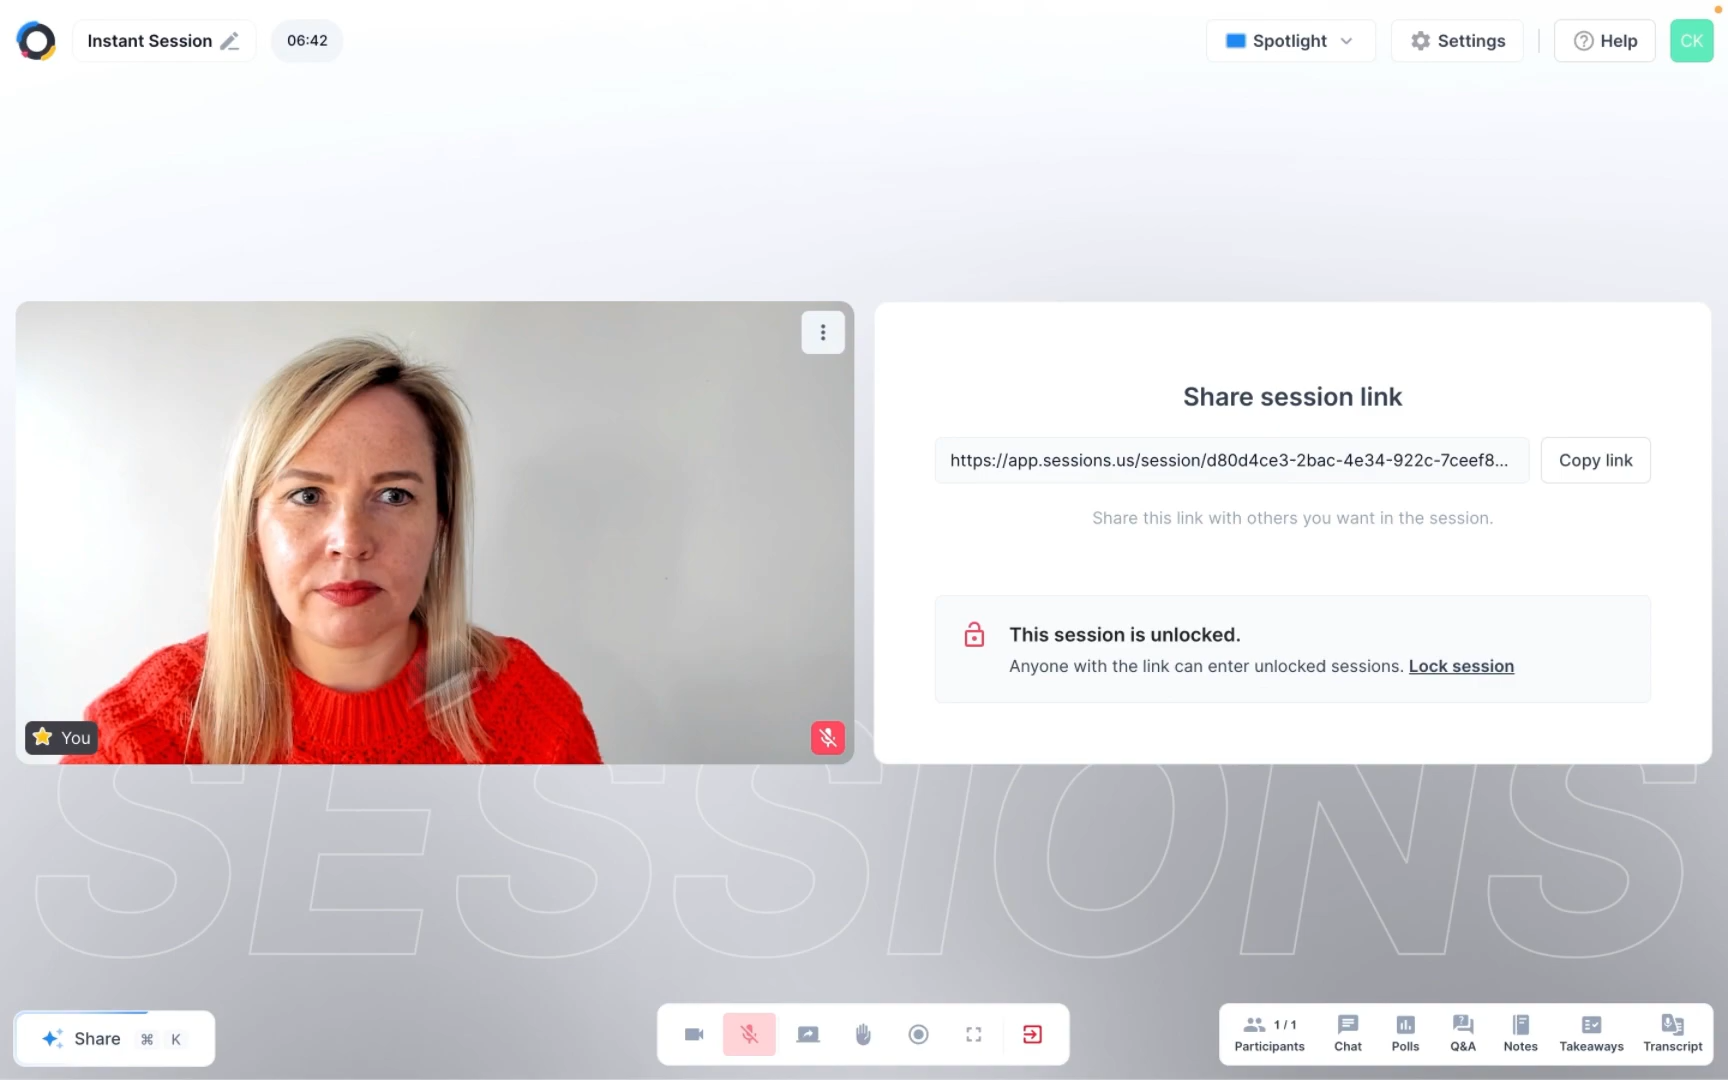 Instant Session
06:42
Spotlight
Settings
Help
CK
Share session link
https://app.sessions.us/session/d80d4ce3-2bac-4e34-922c-7ceef8...
Copy link
Share this link with others you want in the session.
This session is unlocked.
Anyone with the link can enter unlocked sessions. Lock session
You
SESSIONS
Share ⌘ K
1 / 1
Participants
Chat
Polls
Q&A
Notes
Takeaways
Transcript